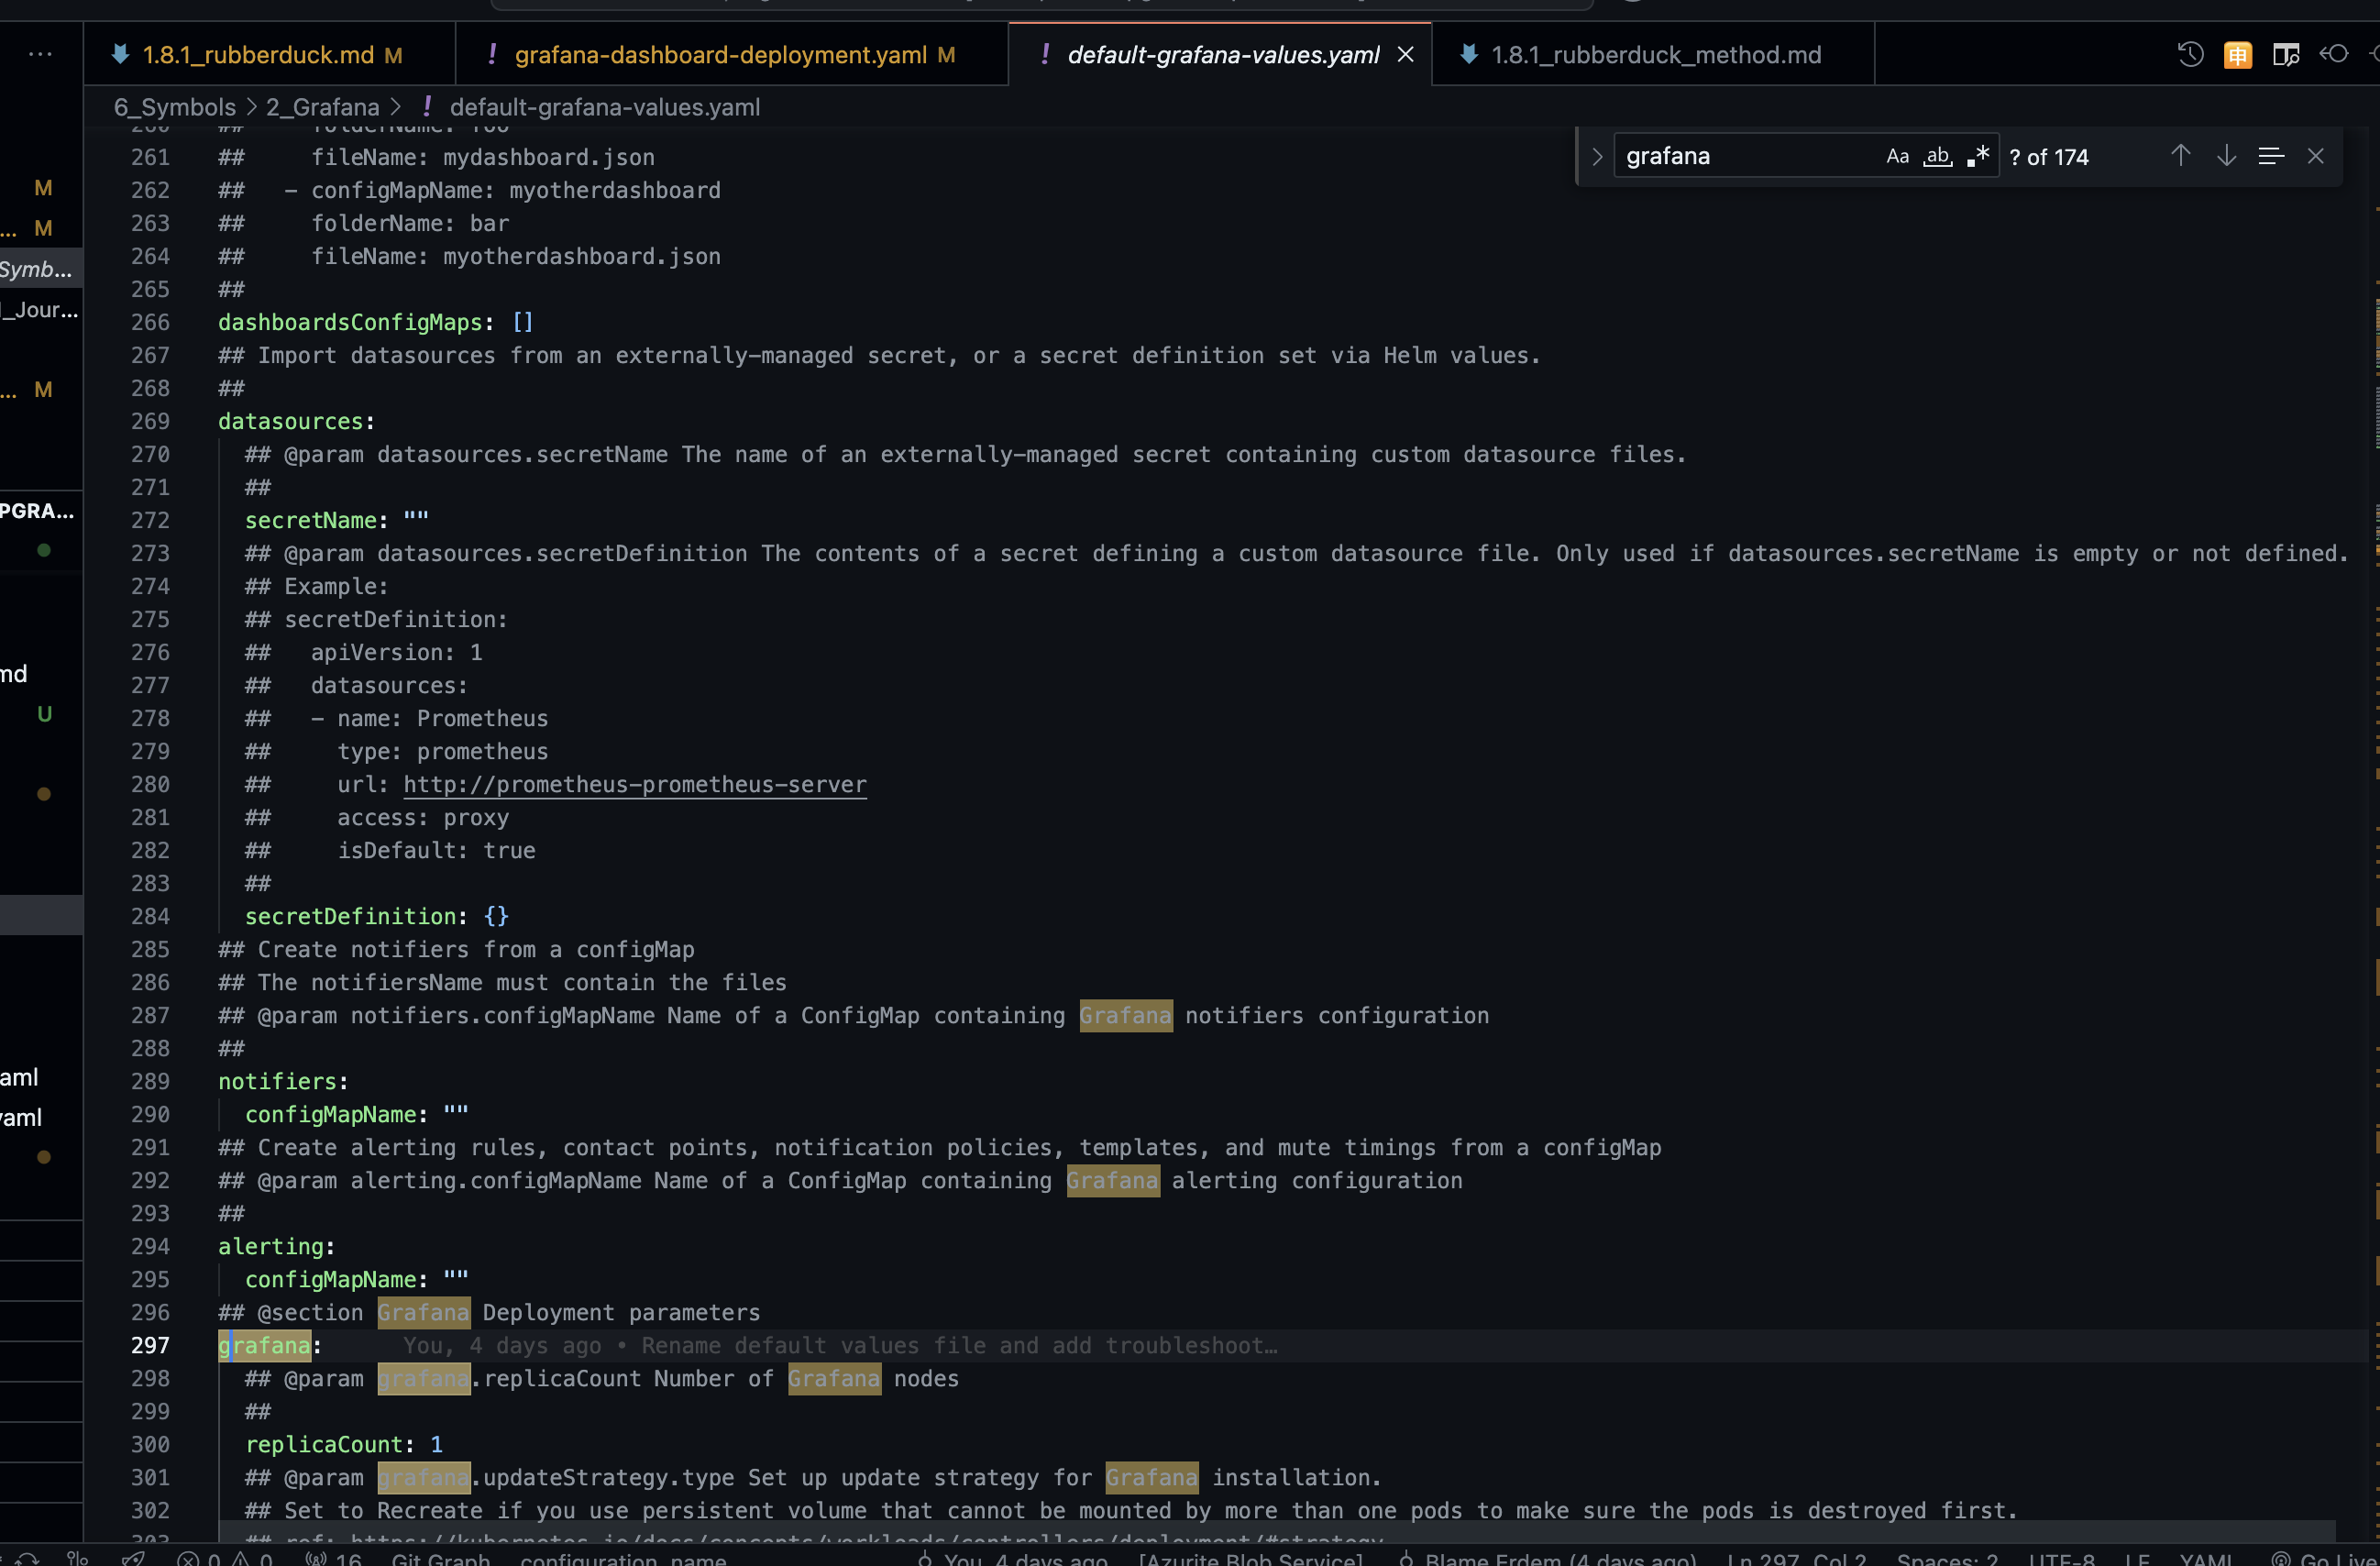 1.8.1_rubberduck.md M
! grafana-dashboard-deployment.yaml M
! default-grafana-values.yaml
1.8.1_rubberduck_method.md
6_Symbols > 2_Grafana > ! default-grafana-values.yaml
grafana
Aa ab .* ? of 174
M
... M
Symb...
_Jour...
... M
PGRA...
md
U
aml
yaml
260 ## folderName: foo
261 ## fileName: mydashboard.json
262 ## - configMapName: myotherdashboard
263 ## folderName: bar
264 ## fileName: myotherdashboard.json
265 ##
266 dashboardsConfigMaps: []
267 ## Import datasources from an externally-managed secret, or a secret definition set via Helm values.
268 ##
269 datasources:
270 ## @param datasources.secretName The name of an externally-managed secret containing custom datasource files.
271 ##
272 secretName: ""
273 ## @param datasources.secretDefinition The contents of a secret defining a custom datasource file. Only used if datasources.secretName is empty or not defined.
274 ## Example:
275 ## secretDefinition:
276 ## apiVersion: 1
277 ## datasources:
278 ## - name: Prometheus
279 ## type: prometheus
280 ## url: http://prometheus-prometheus-server
281 ## access: proxy
282 ## isDefault: true
283 ##
284 secretDefinition: {}
285 ## Create notifiers from a configMap
286 ## The notifiersName must contain the files
287 ## @param notifiers.configMapName Name of a ConfigMap containing Grafana notifiers configuration
288 ##
289 notifiers:
290 configMapName: ""
291 ## Create alerting rules, contact points, notification policies, templates, and mute timings from a configMap
292 ## @param alerting.configMapName Name of a ConfigMap containing Grafana alerting configuration
293 ##
294 alerting:
295 configMapName: ""
296 ## @section Grafana Deployment parameters
297 grafana: You, 4 days ago • Rename default values file and add troubleshoot…
298 ## @param grafana.replicaCount Number of Grafana nodes
299 ##
300 replicaCount: 1
301 ## @param grafana.updateStrategy.type Set up update strategy for Grafana installation.
302 ## Set to Recreate if you use persistent volume that cannot be mounted by more than one pods to make sure the pods is destroyed first.
303 ## ref: https://kubernetes.io/docs/concepts/workloads/controllers/deployment/#strategy
0 0 16 Git Graph configuration_name You, 4 days ago [Azurite Blob Service] Blame Erdem (4 days ago) Ln 297, Col 2 Spaces: 2 UTF-8 LF YAML Go Live